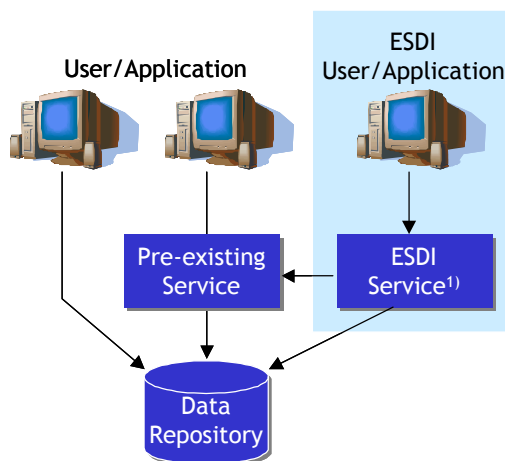 ESDI
User/Application
User/Application
Pre-existing
Service
ESDI
Service1)
Data
Repository